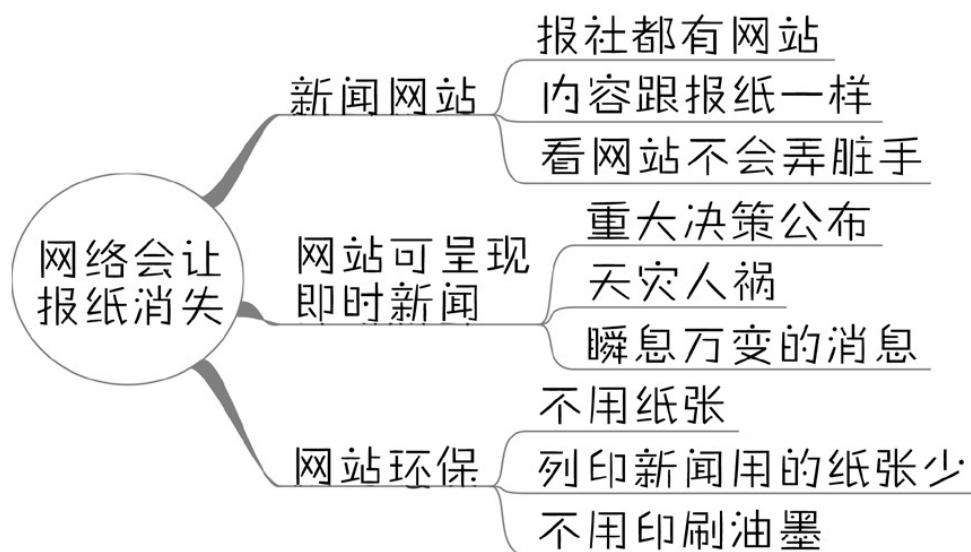 网络会让
报纸消失
新闻网站
报社都有网站
内容跟报纸一样
看网站不会弄脏手
网站可呈现
即时新闻
重大决策公布
天灾人祸
瞬息万变的消息
网站环保
不用纸张
列印新闻用的纸张少
不用印刷油墨